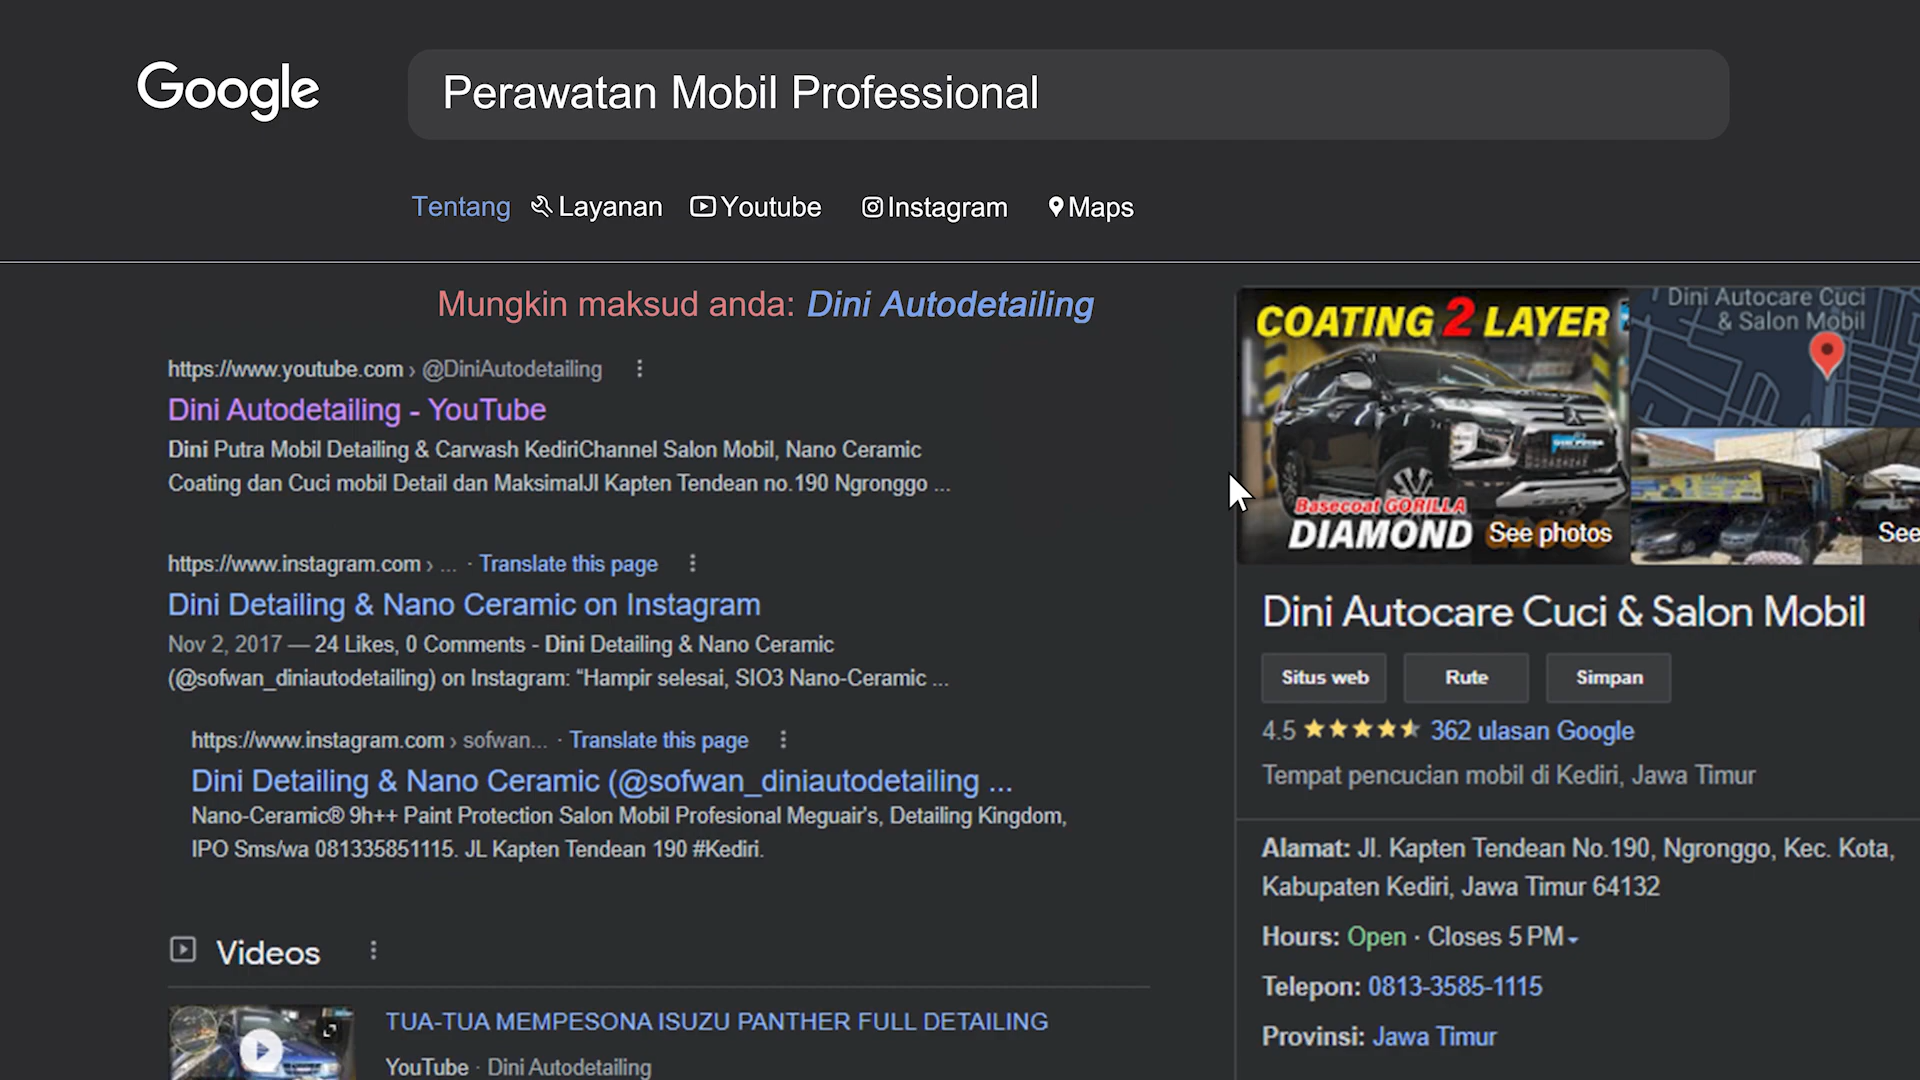 Google
Perawatan Mobil Professional
Tentang Layanan Youtube Instagram Maps
Mungkin maksud anda: Dini Autodetailing
https://www.youtube.com › @DiniAutodetailing
Dini Autodetailing - YouTube
Dini Putra Mobil Detailing & Carwash KediriChannel Salon Mobil, Nano Ceramic
Coating dan Cuci mobil Detail dan MaksimalJl Kapten Tendean no.190 Ngronggo ...
https://www.instagram.com › ... · Translate this page
Dini Detailing & Nano Ceramic on Instagram
Nov 2, 2017 — 24 Likes, 0 Comments - Dini Detailing & Nano Ceramic
(@sofwan_diniautodetailing) on Instagram: “Hampir selesai, SIO3 Nano-Ceramic ...
https://www.instagram.com › sofwan... · Translate this page
Dini Detailing & Nano Ceramic (@sofwan_diniautodetailing ...
Nano-Ceramic® 9h++ Paint Protection Salon Mobil Profesional Meguair's, Detailing Kingdom,
IPO Sms/wa 081335851115. JL Kapten Tendean 190 #Kediri.
Videos
TUA-TUA MEMPESONA ISUZU PANTHER FULL DETAILING
YouTube · Dini Autodetailing
COATING 2 LAYER
Basecoat GORILLA
DIAMOND
See photos
Dini Autocare Cuci
& Salon Mobil
See
Dini Autocare Cuci & Salon Mobil
Situs web Rute Simpan
4.5 362 ulasan Google
Tempat pencucian mobil di Kediri, Jawa Timur
Alamat: Jl. Kapten Tendean No.190, Ngronggo, Kec. Kota,
Kabupaten Kediri, Jawa Timur 64132
Hours: Open · Closes 5 PM
Telepon: 0813-3585-1115
Provinsi: Jawa Timur